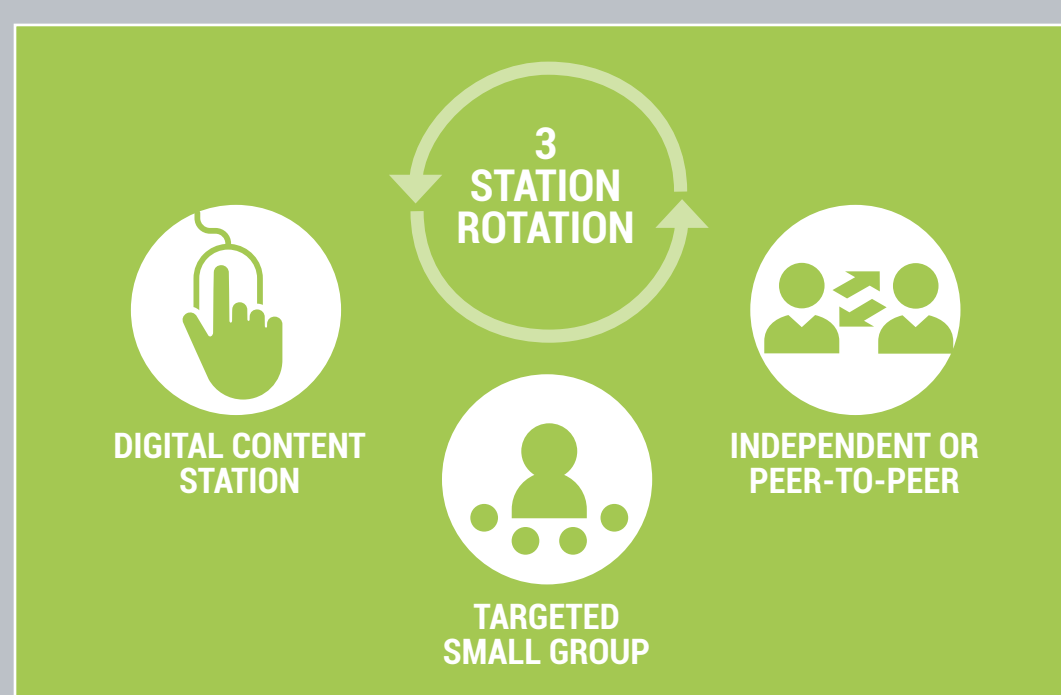 3
STATION
ROTATION
DIGITAL CONTENT
STATION
INDEPENDENT OR
PEER-TO-PEER
TARGETED
SMALL GROUP